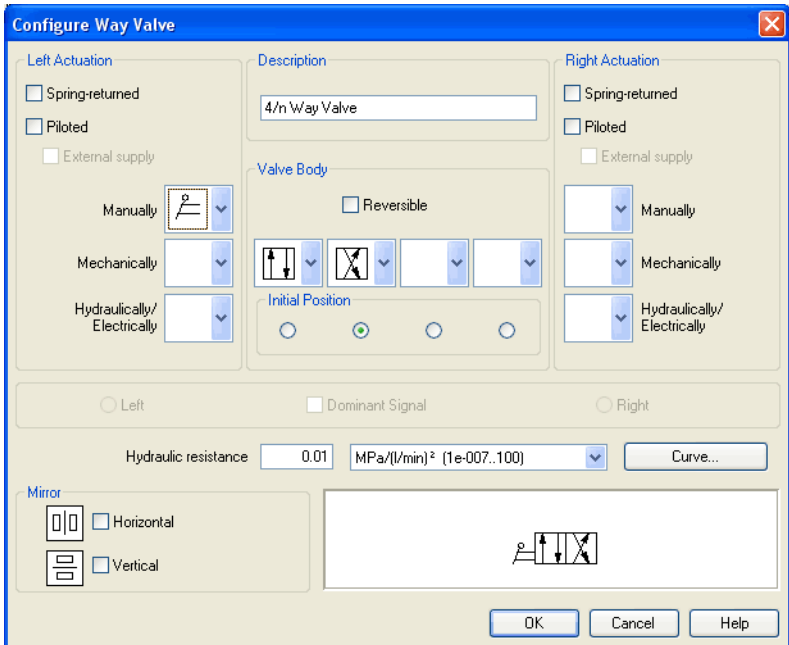 Configure Way Valve
Left Actuation
Spring-returned
Piloted
External supply
Manually
Mechanically
Hydraulically/
Electrically
Description
4/n Way Valve
Valve Body
Reversible
Initial Position
Right Actuation
Spring-returned
Piloted
External supply
Manually
Mechanically
Hydraulically/
Electrically
Left
Dominant Signal
Right
Hydraulic resistance 0.01 MPa/(l/min)² (1e-007..100) Curve...
Mirror
Horizontal
Vertical
OK Cancel Help